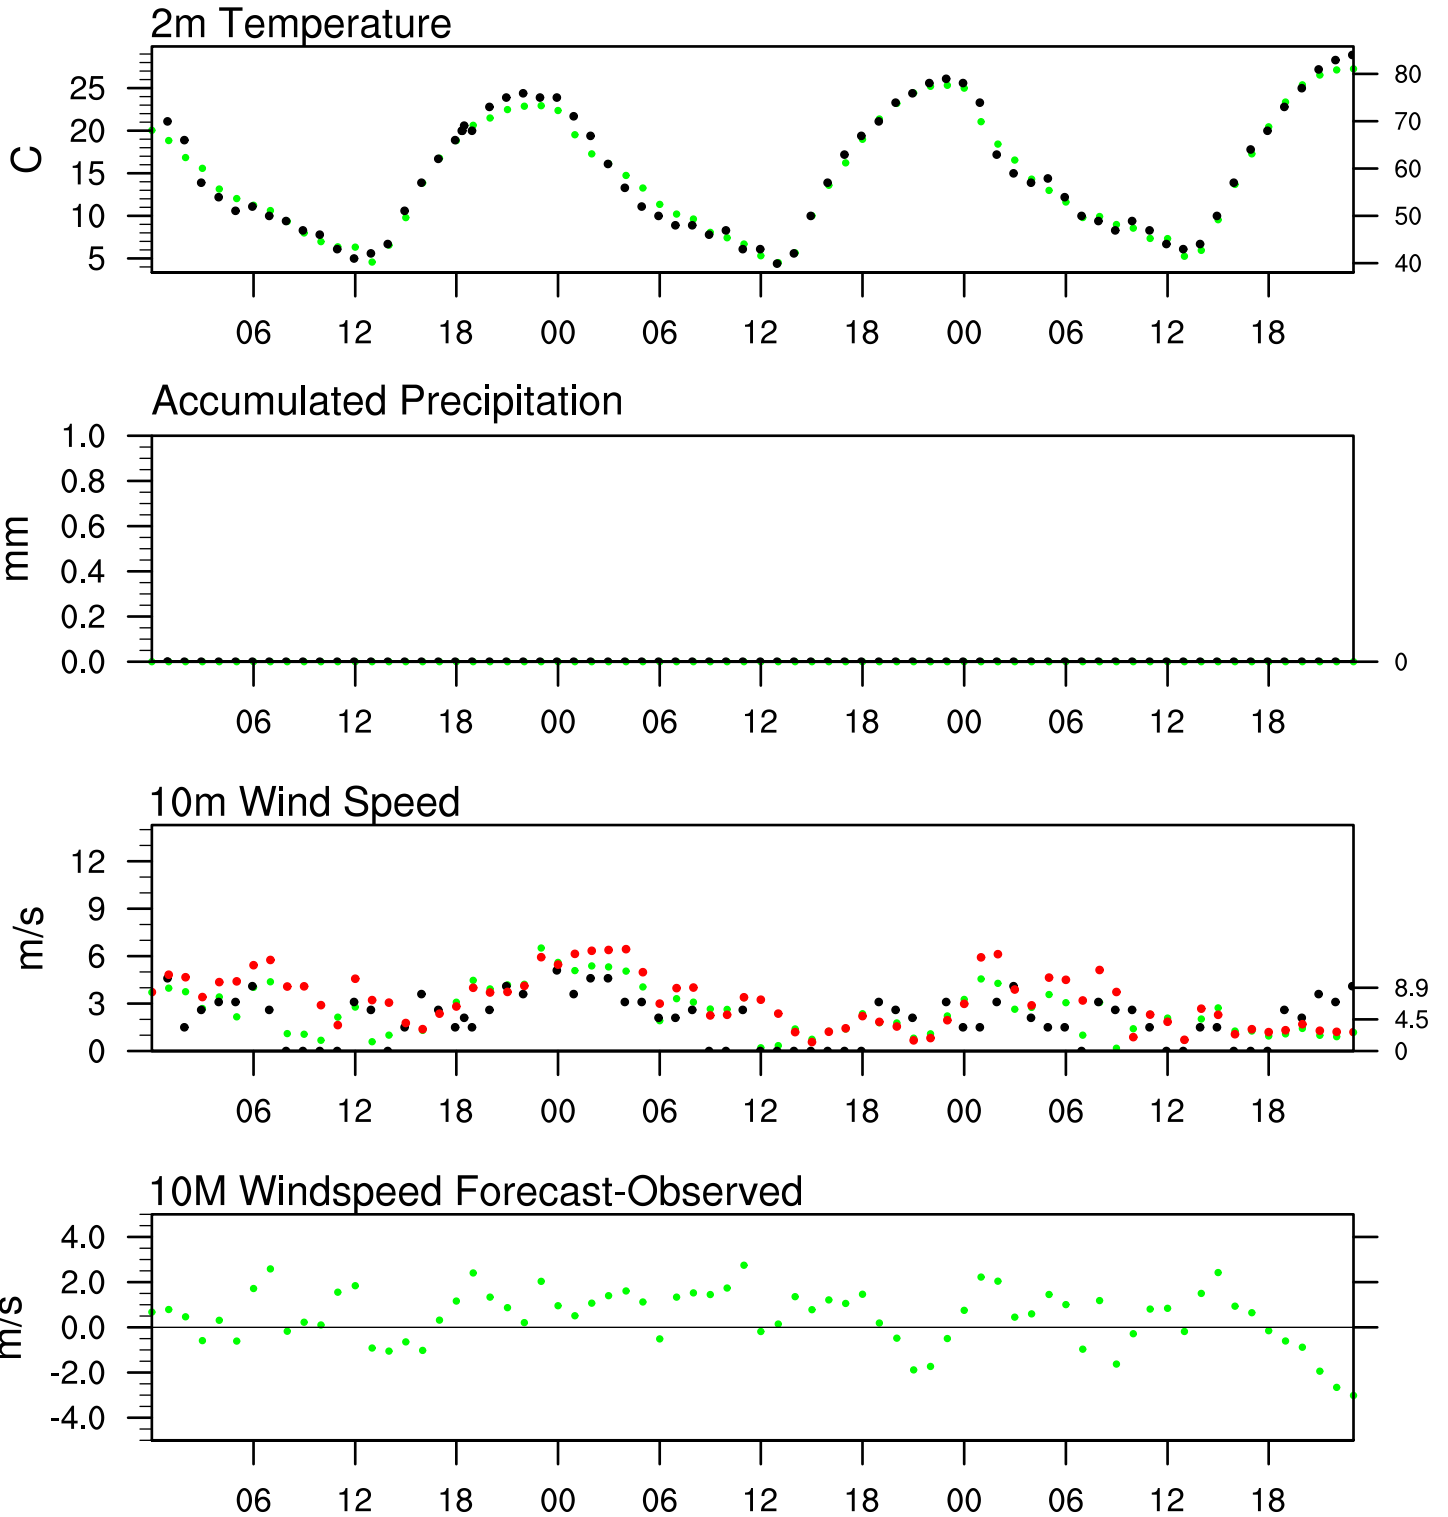 2m Temperature
25
20
15
10
5
C
80
70
60
50
40
06 12 18 00 06 12 18 00 06 12 18
Accumulated Precipitation
1.0
0.8
0.6
0.4
0.2
0.0
mm
0
06 12 18 00 06 12 18 00 06 12 18
10m Wind Speed
12
9
6
3
0
m/s
8.9
4.5
0
06 12 18 00 06 12 18 00 06 12 18
10M Windspeed Forecast-Observed
4.0
2.0
0.0
-2.0
-4.0
m/s
06 12 18 00 06 12 18 00 06 12 18